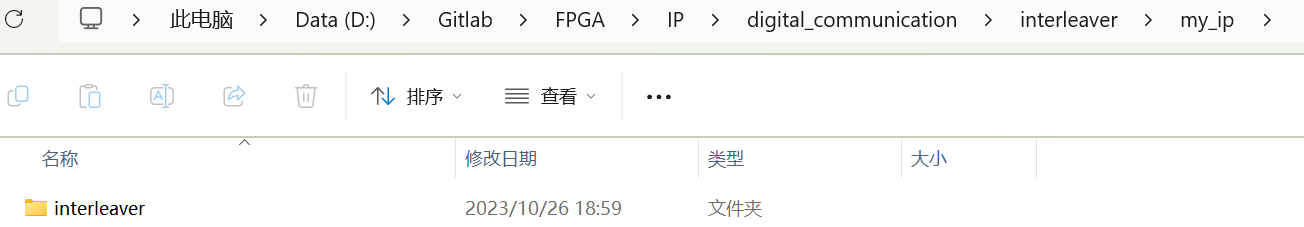 此电脑 > Data (D:) > Gitlab > FPGA > IP > digital_communication > interleaver > my_ip >
排序 查看 •••
名称 修改日期 类型 大小
interleaver 2023/10/26 18:59 文件夹